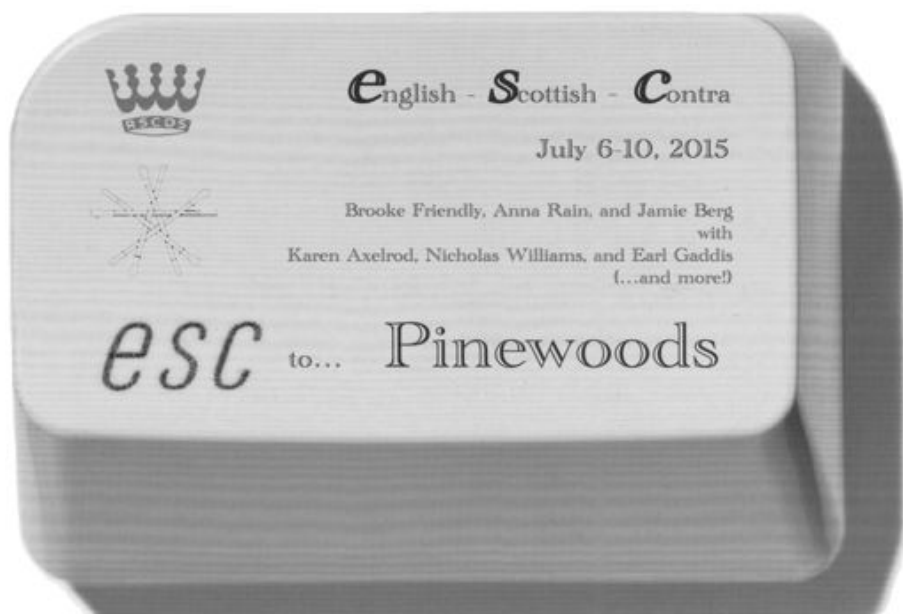 RSCDS
English - Scottish - Contra
July 6-10, 2015
Brooke Friendly, Anna Rain, and Jamie Berg
with
Karen Axelrod, Nicholas Williams, and Earl Gaddis
(...and more!)
esc to... Pinewoods